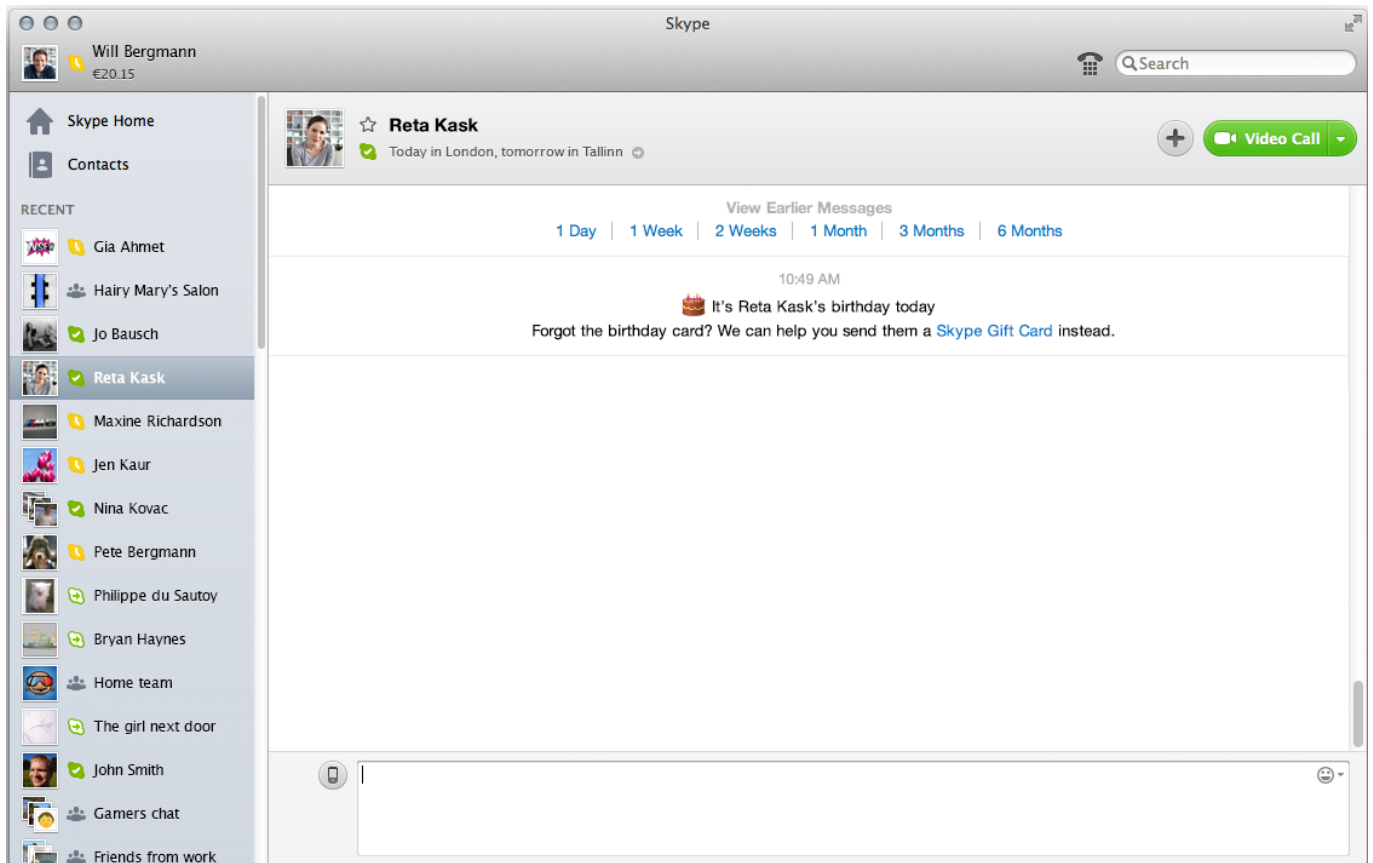 Skype
Will Bergmann
€20.15
Search
Skype Home
Contacts
RECENT
Gia Ahmet
Hairy Mary's Salon
Jo Bausch
Reta Kask
Maxine Richardson
Jen Kaur
Nina Kovac
Pete Bergmann
Philippe du Sautoy
Bryan Haynes
Home team
The girl next door
John Smith
Gamers chat
Friends from work
Reta Kask
Today in London, tomorrow in Tallinn
Video Call
View Earlier Messages
1 Day 1 Week 2 Weeks 1 Month 3 Months 6 Months
10:49 AM
It's Reta Kask's birthday today
Forgot the birthday card? We can help you send them a Skype Gift Card instead.